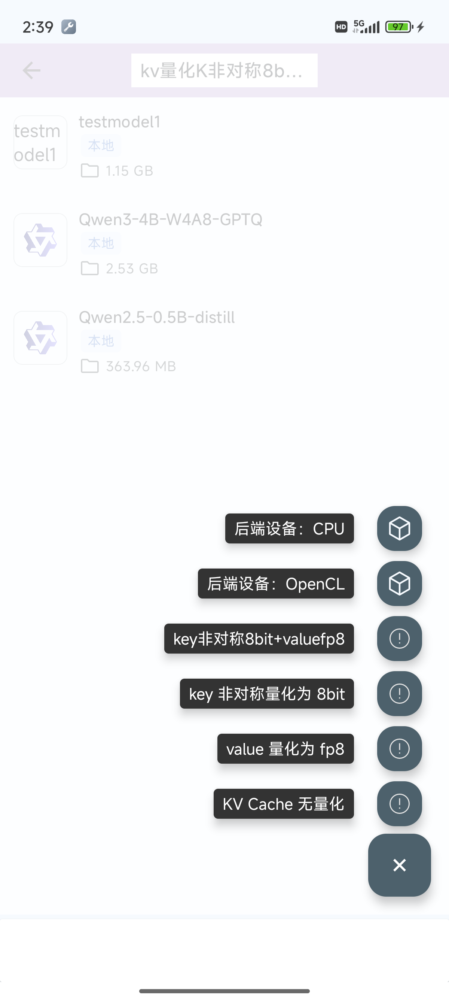 2:39
HD 5G 97
kv量化K非对称8b...
testm
odel1
testmodel1
本地
1.15 GB
Qwen3-4B-W4A8-GPTQ
本地
2.53 GB
Qwen2.5-0.5B-distill
本地
363.96 MB
后端设备：CPU
后端设备：OpenCL
key非对称8bit+valuefp8
key 非对称量化为 8bit
value 量化为 fp8
KV Cache 无量化